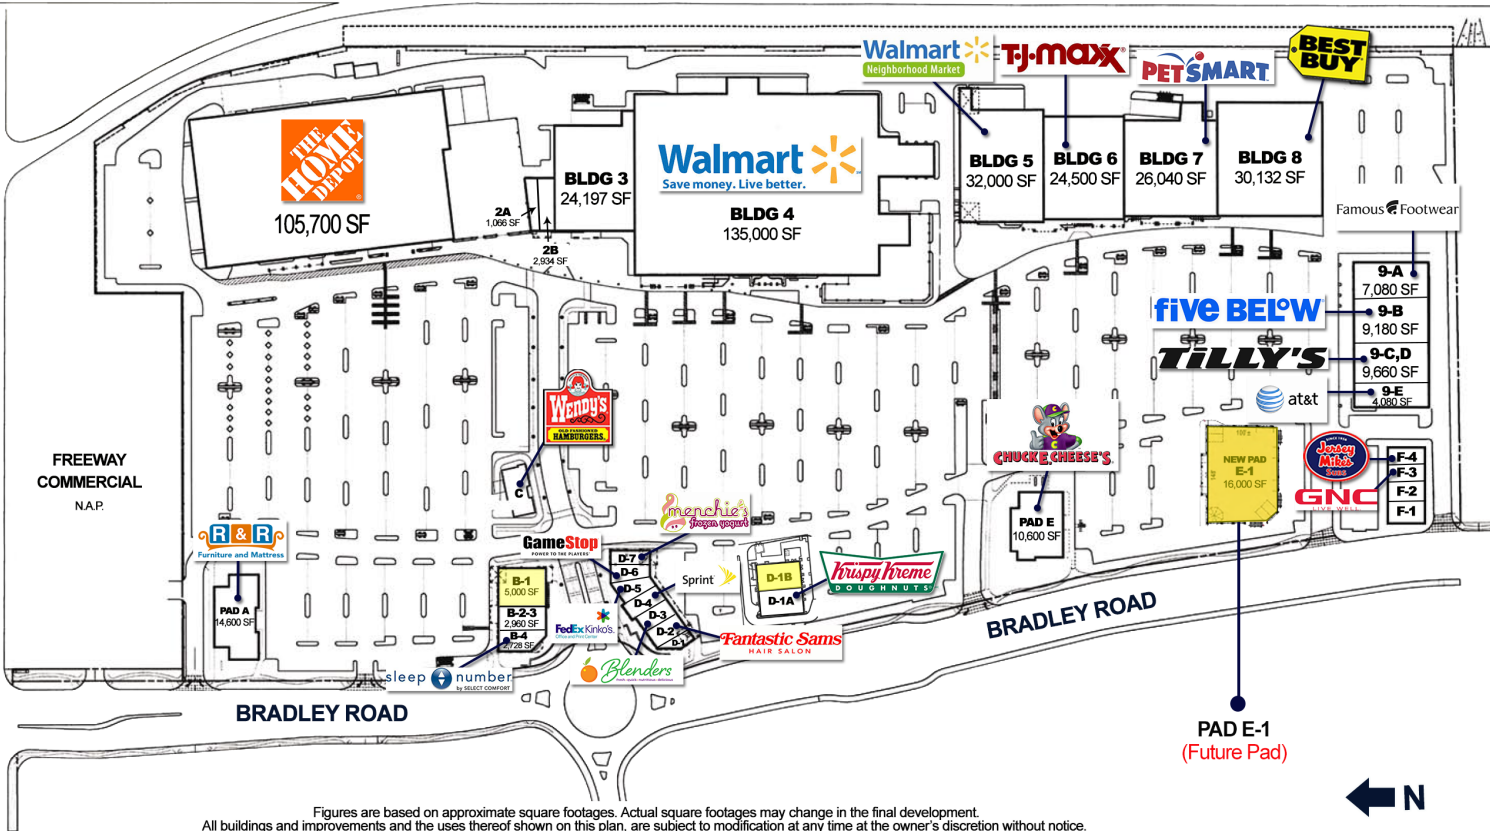 Walmart
Neighborhood Market
T·J·maxx
PETSMART
BEST
BUY
THE
HOME
DEPOT
105,700 SF
2A
1,066 SF
2B
2,934 SF
BLDG 3
24,197 SF
Walmart
Save money. Live better.
BLDG 4
135,000 SF
BLDG 5
32,000 SF
BLDG 6
24,500 SF
BLDG 7
26,040 SF
BLDG 8
30,132 SF
Famous Footwear
9-A
7,080 SF
five BELOW
9-B
9,180 SF
TILLY'S
9-C,D
9,660 SF
at&t
9-E
4,080 SF
WENDY'S
OLD FASHIONED
HAMBURGERS.
C
CHUCK E. CHEESE'S.
PAD E
10,600 SF
NEW PAD
E-1
16,000 SF
SINCE 1956
Jersey
Mike's
SUBS
GNC
LIVE WELL
F-4
F-3
F-2
F-1
FREEWAY
COMMERCIAL
N.A.P.
R&R
Furniture and Mattress
PAD A
14,600 SF
menchie's
frozen yogurt
GameStop
POWER TO THE PLAYERS
B-1
5,000 SF
B-2-3
2,960 SF
B-4
2,728 SF
D-7
D-6
D-5
D-4
D-3
D-2
D-1
Sprint
FedEx Kinko's.
Office and Print Center
Blenders
Fantastic Sams
HAIR SALON
D-1B
D-1A
Krispy Kreme
DOUGHNUTS
sleep number
by SELECT COMFORT
BRADLEY ROAD
BRADLEY ROAD
PAD E-1
(Future Pad)
N
Figures are based on approximate square footages. Actual square footages may change in the final development.
All buildings and improvements and the uses thereof shown on this plan, are subject to modification at any time at the owner's discretion without notice.